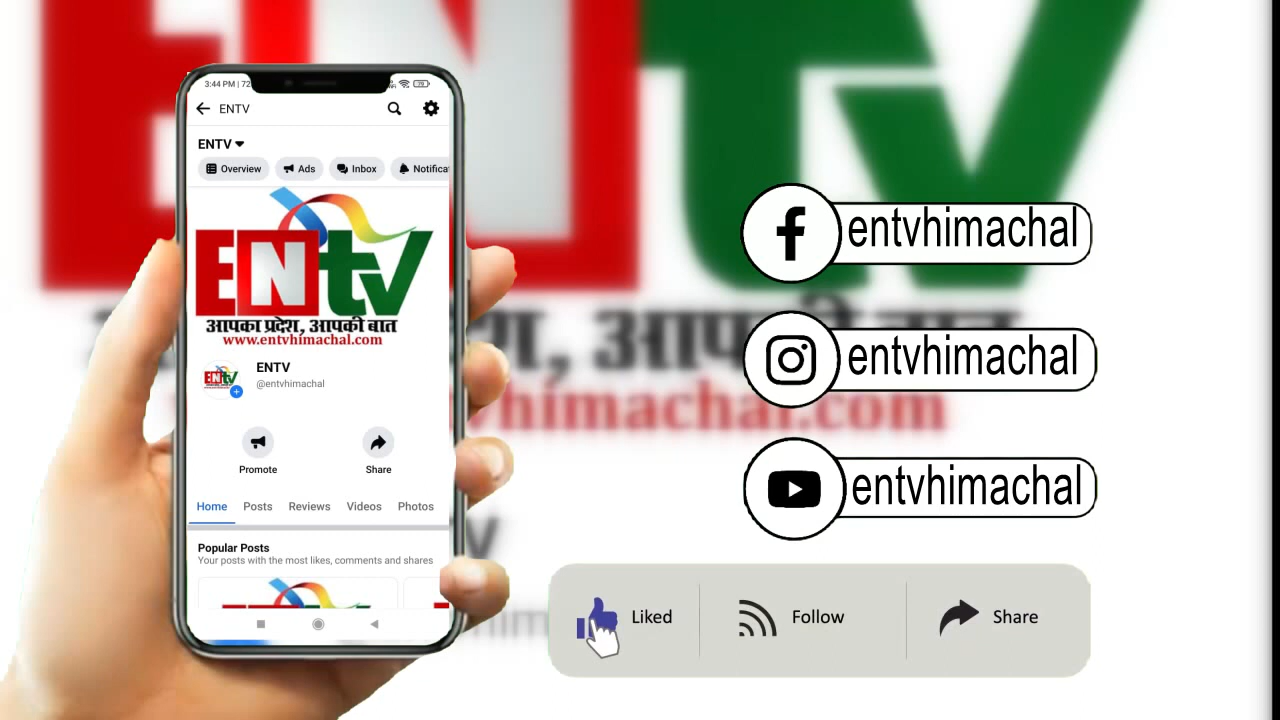 3:44 PM | 72
ENTV
ENTV
Overview
Ads
Inbox
Notifica
ENTV
आपका प्रदेश, आपकी बात
www.entvhimachal.com
ENTV
@entvhimachal
Promote
Share
Home
Posts
Reviews
Videos
Photos
Popular Posts
Your posts with the most likes, comments and shares
entvhimachal
entvhimachal
entvhimachal
Liked
Follow
Share